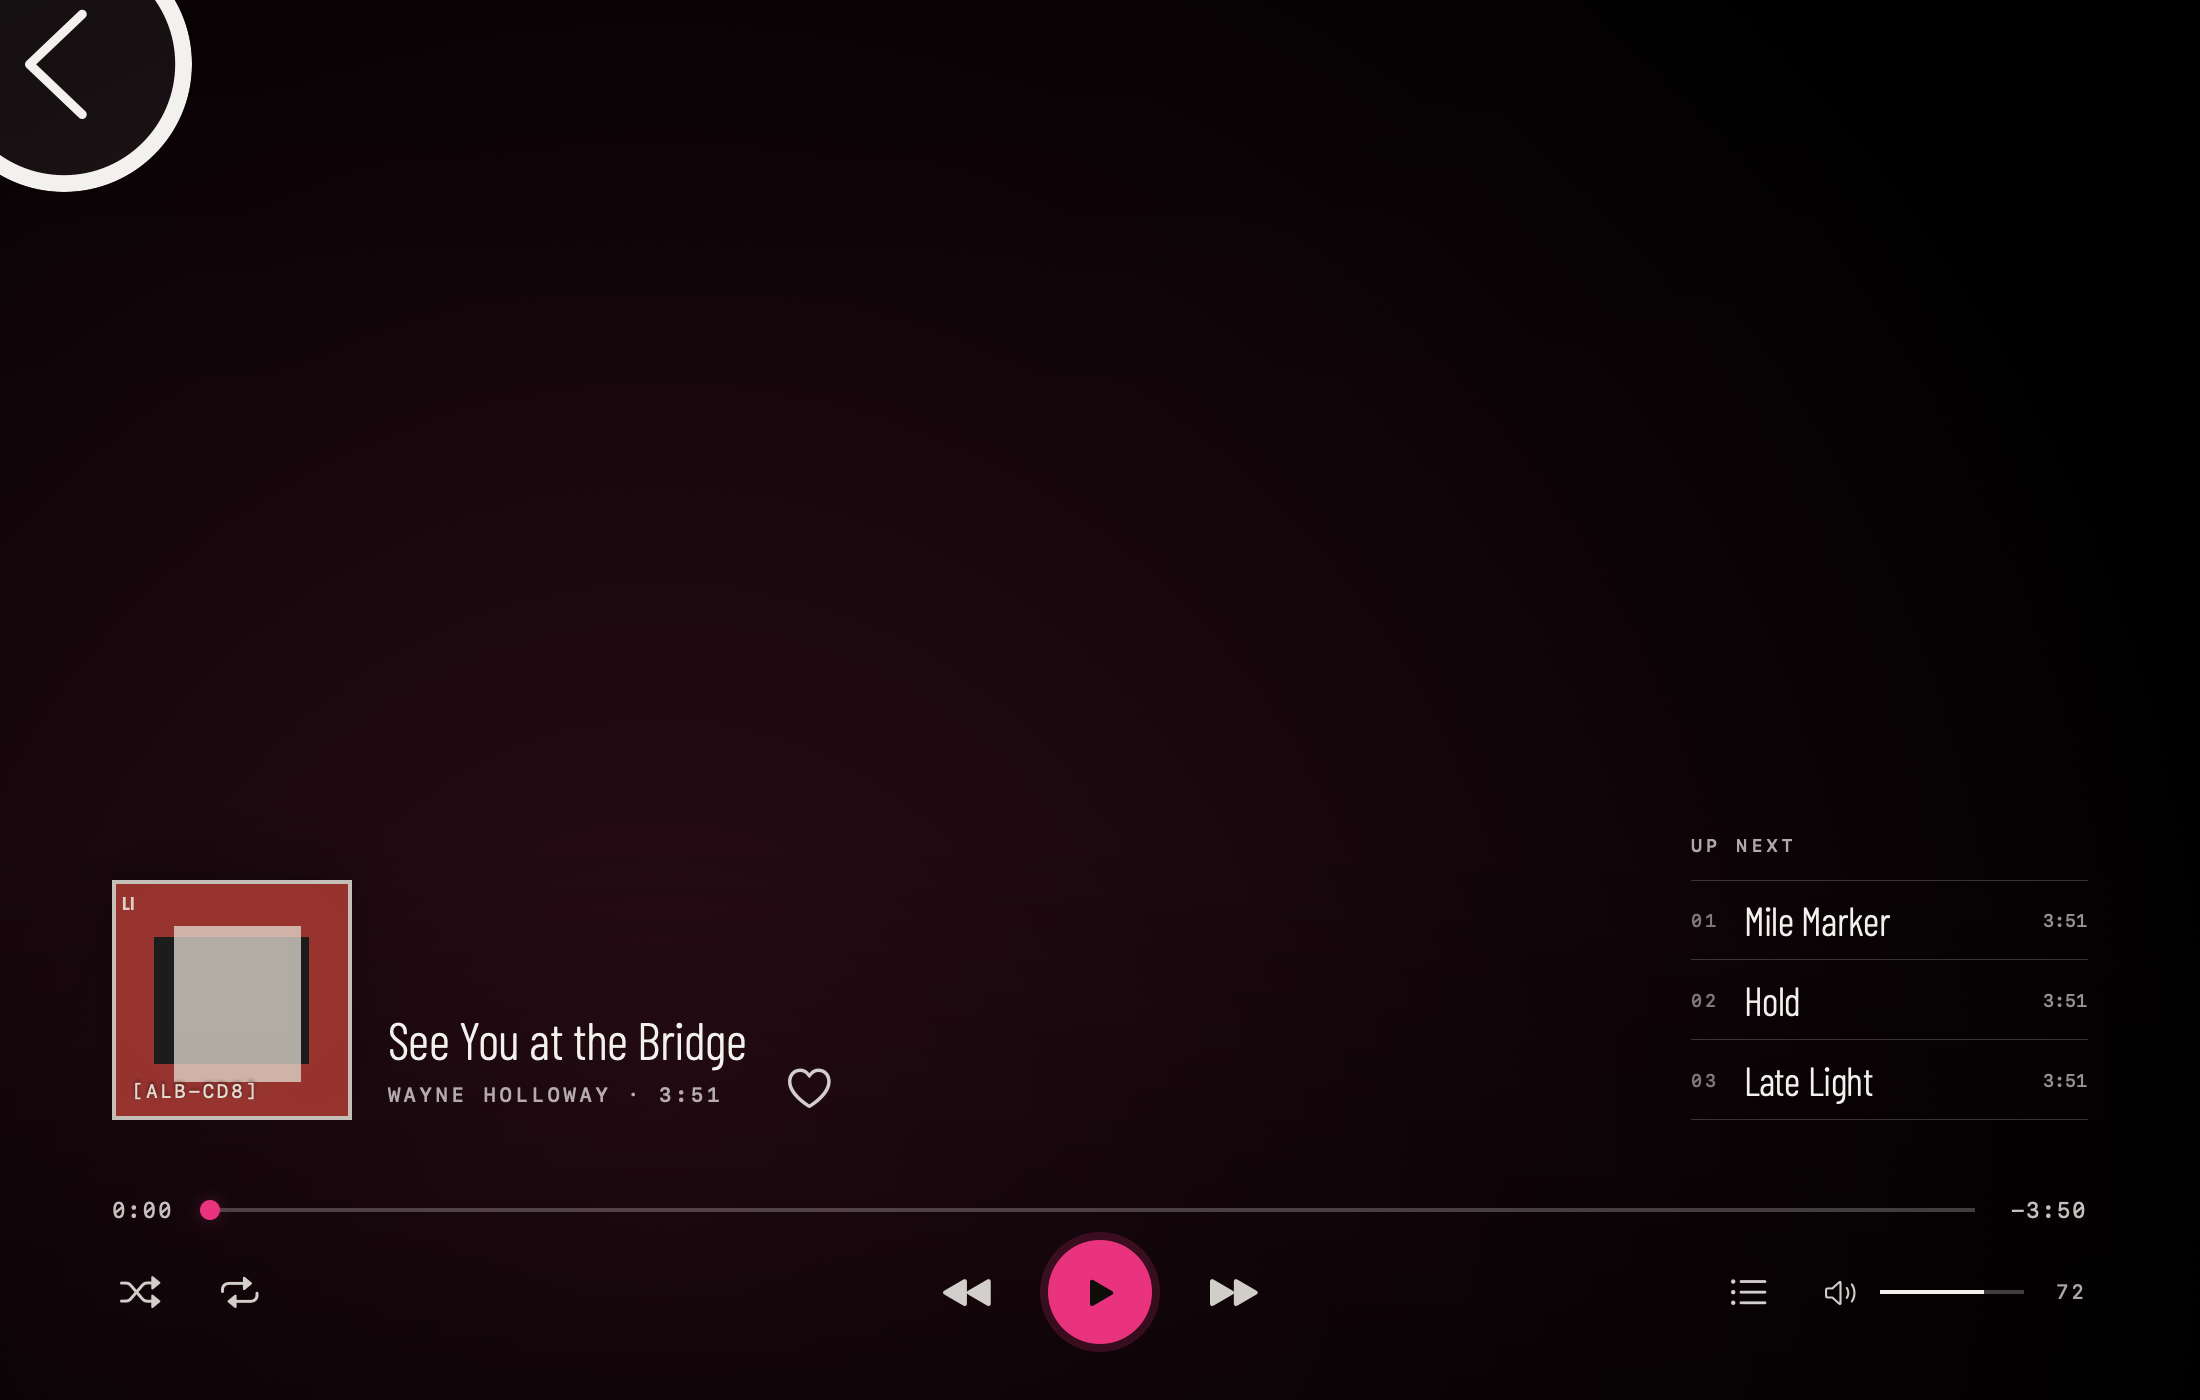 UP NEXT
01 Mile Marker 3:51
02 Hold 3:51
03 Late Light 3:51
LI
[ALB-CD8]
See You at the Bridge
WAYNE HOLLOWAY · 3:51
0:00
-3:50
72